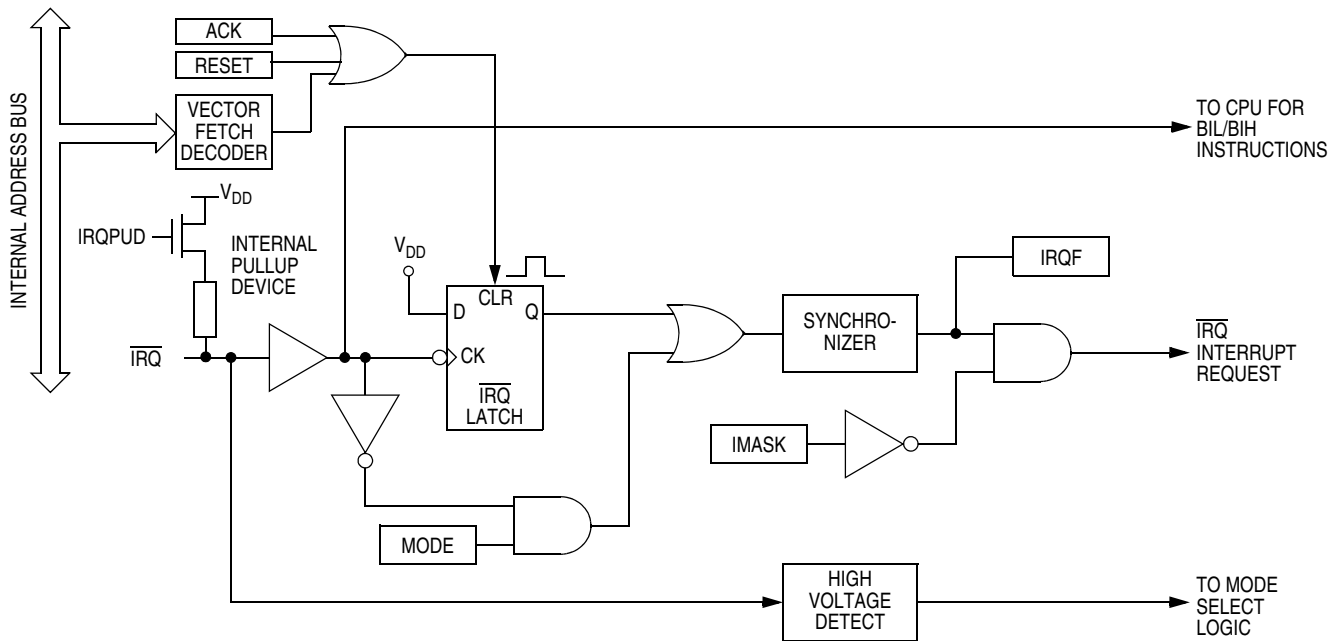 INTERNAL ADDRESS BUS
ACK
RESET
VECTOR
FETCH
DECODER
TO CPU FOR
BIL/BIH
INSTRUCTIONS
VDD
IRQPUD
INTERNAL
PULLUP
DEVICE
VDD
CLR
D
Q
CK
IRQ
LATCH
IRQ
SYNCHRO-
NIZER
IRQF
IRQ
INTERRUPT
REQUEST
IMASK
MODE
HIGH
VOLTAGE
DETECT
TO MODE
SELECT
LOGIC